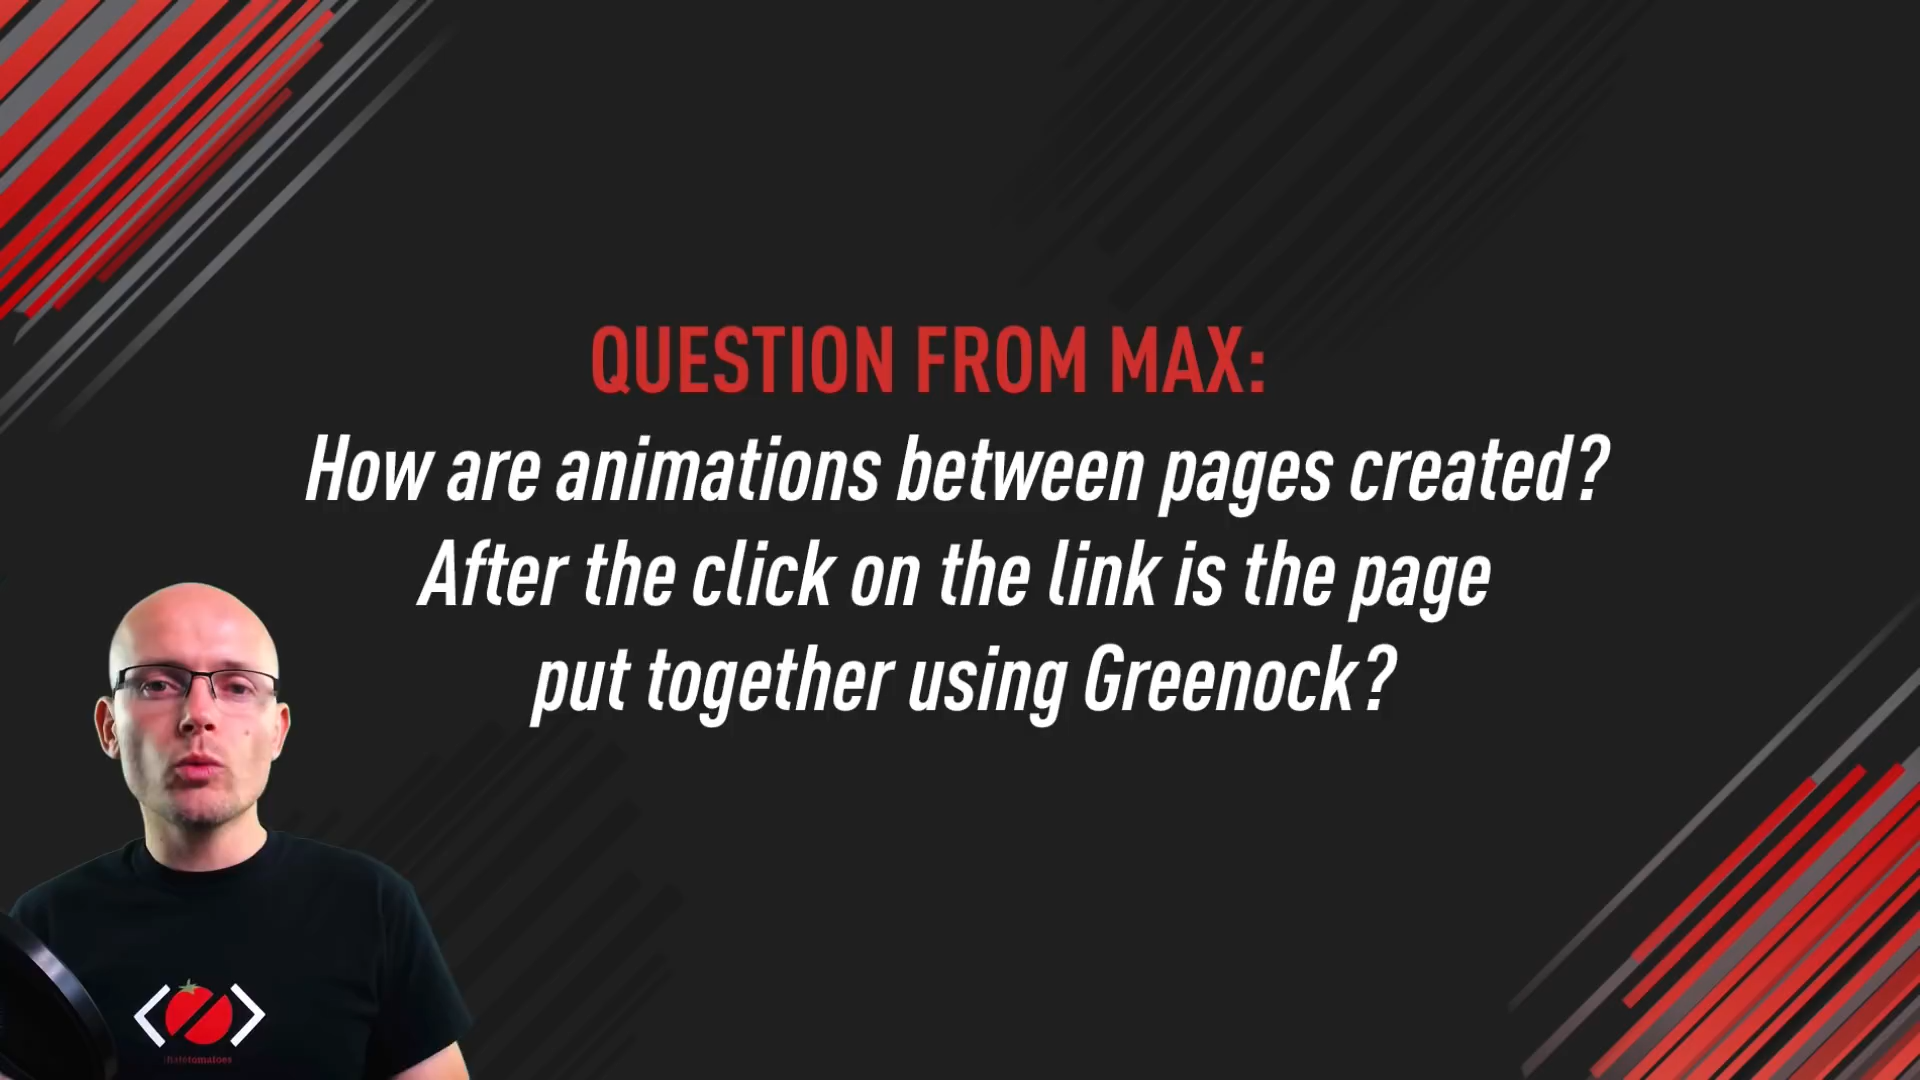 QUESTION FROM MAX:
How are animations between pages created?
After the click on the link is the page
put together using Greenock?
ihatetomatoes